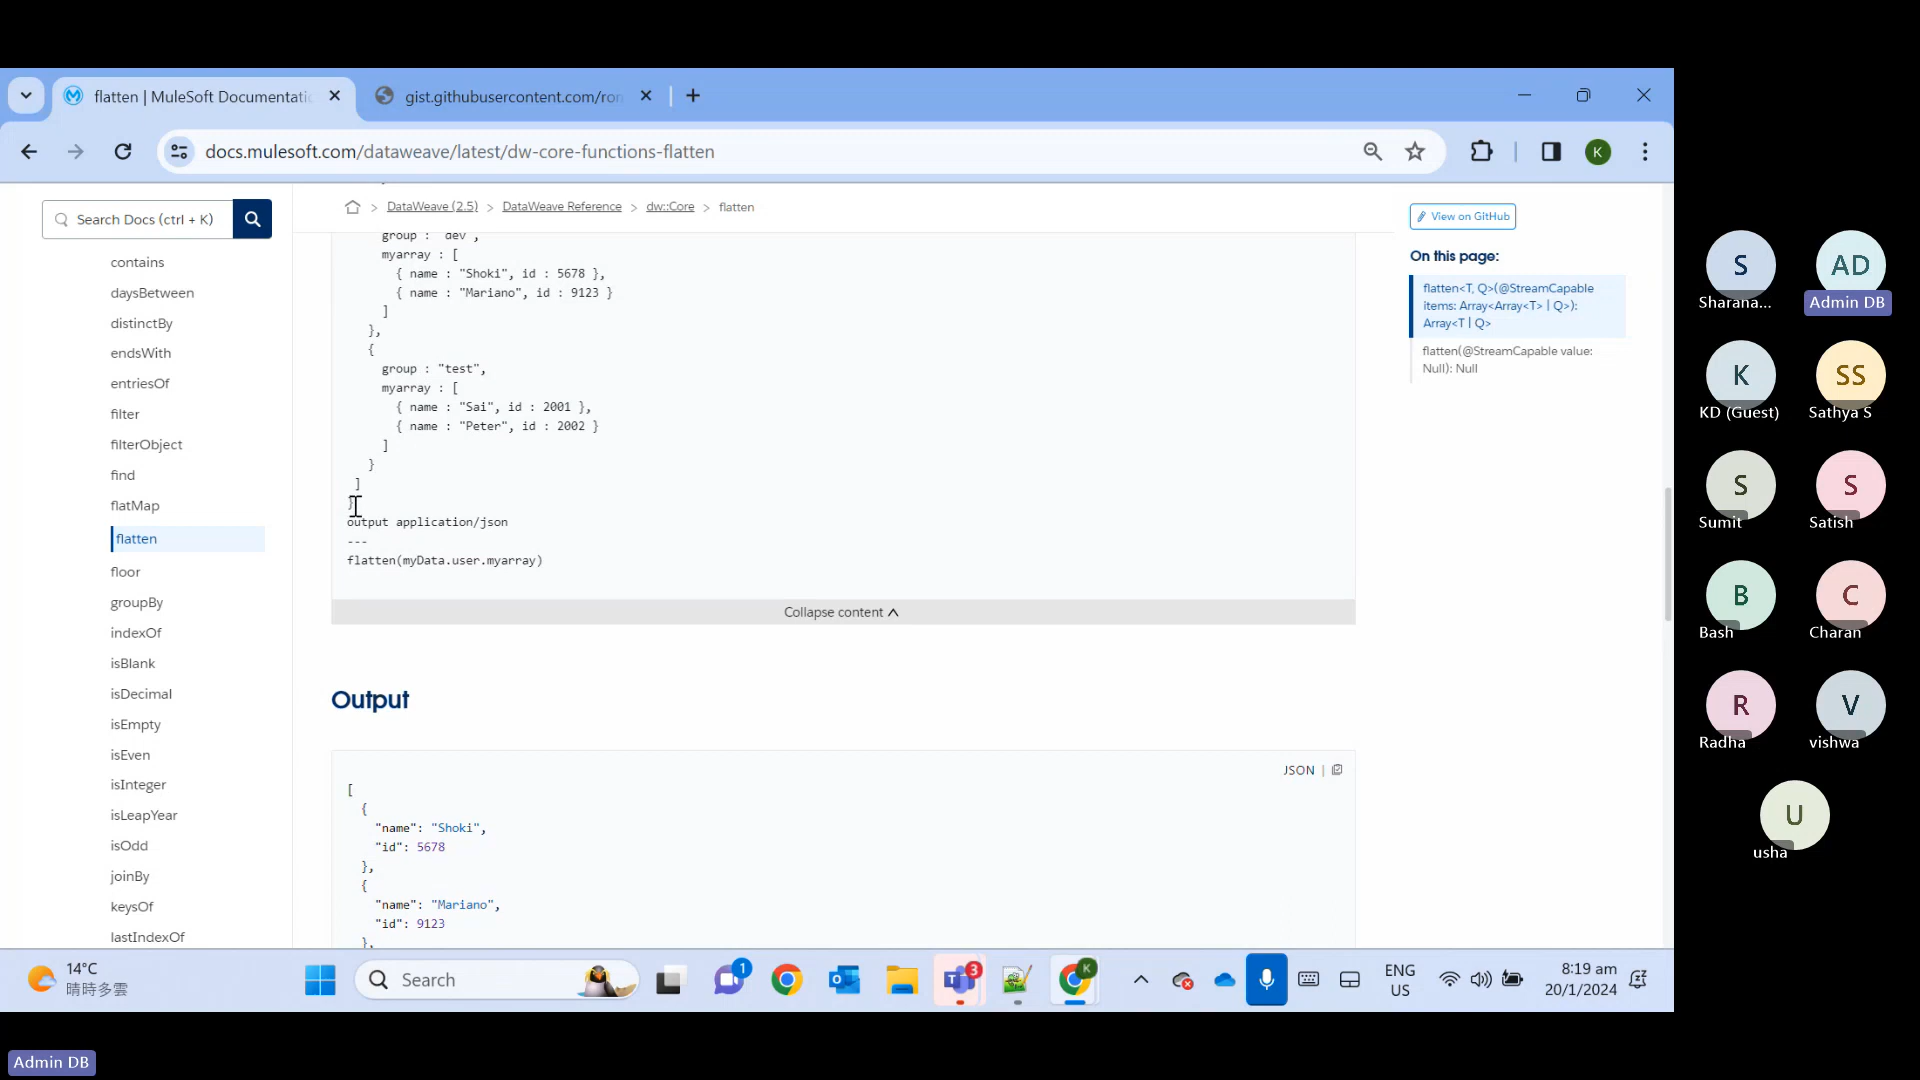 flatten | MuleSoft Documentatic
gist.githubusercontent.com/ron
docs.mulesoft.com/dataweave/latest/dw-core-functions-flatten
K
Search Docs (ctrl + K)
contains
daysBetween
distinctBy
endsWith
entriesOf
filter
filterObject
find
flatMap
flatten
floor
groupBy
indexOf
isBlank
isDecimal
isEmpty
isEven
isInteger
isLeapYear
isOdd
joinBy
keysOf
lastIndexOf
> DataWeave (2.5) > DataWeave Reference > dw::Core > flatten
group : "dev",
myarray : [
{ name : "Shoki", id : 5678 },
{ name : "Mariano", id : 9123 }
]
},
{
group : "test",
myarray : [
{ name : "Sai", id : 2001 },
{ name : "Peter", id : 2002 }
]
}
]
}
output application/json
---
flatten(myData.user.myarray)
Collapse content
Output
JSON |
[
{
"name": "Shoki",
"id": 5678
},
{
"name": "Mariano",
"id": 9123
},
View on GitHub
On this page:
flatten<T, Q>(@StreamCapable
items: Array<Array<T> | Q>):
Array<T | Q>
flatten(@StreamCapable value:
Null): Null
S
Sharana...
AD
Admin DB
K
KD (Guest)
SS
Sathya S
S
Sumit
S
Satish
B
Bash
C
Charan
R
Radha
V
vishwa
U
usha
14°C
晴時多雲
Search
1
3
K
ENG
US
8:19 am
20/1/2024
Admin DB